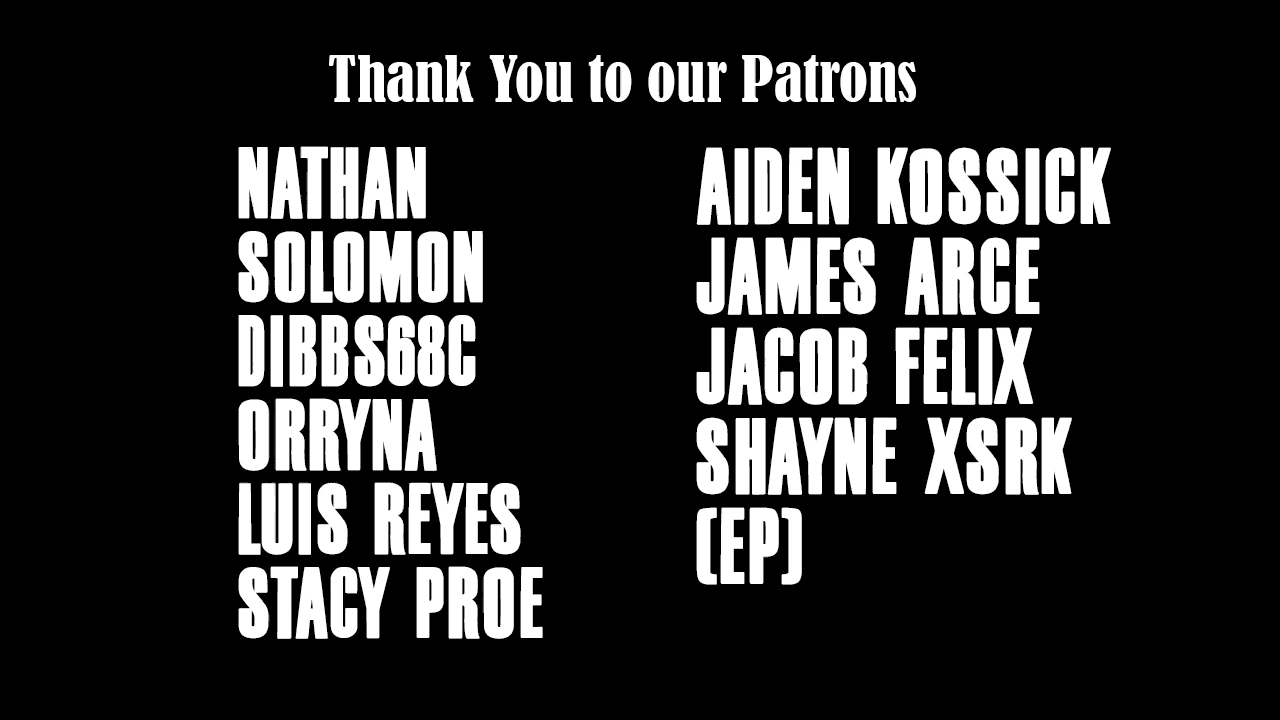 Thank You to our Patrons
NATHAN
SOLOMON
DIBBS68C
ORRYNA
LUIS REYES
STACY PROE
AIDEN KOSSICK
JAMES ARCE
JACOB FELIX
SHAYNE XSRK
(EP)